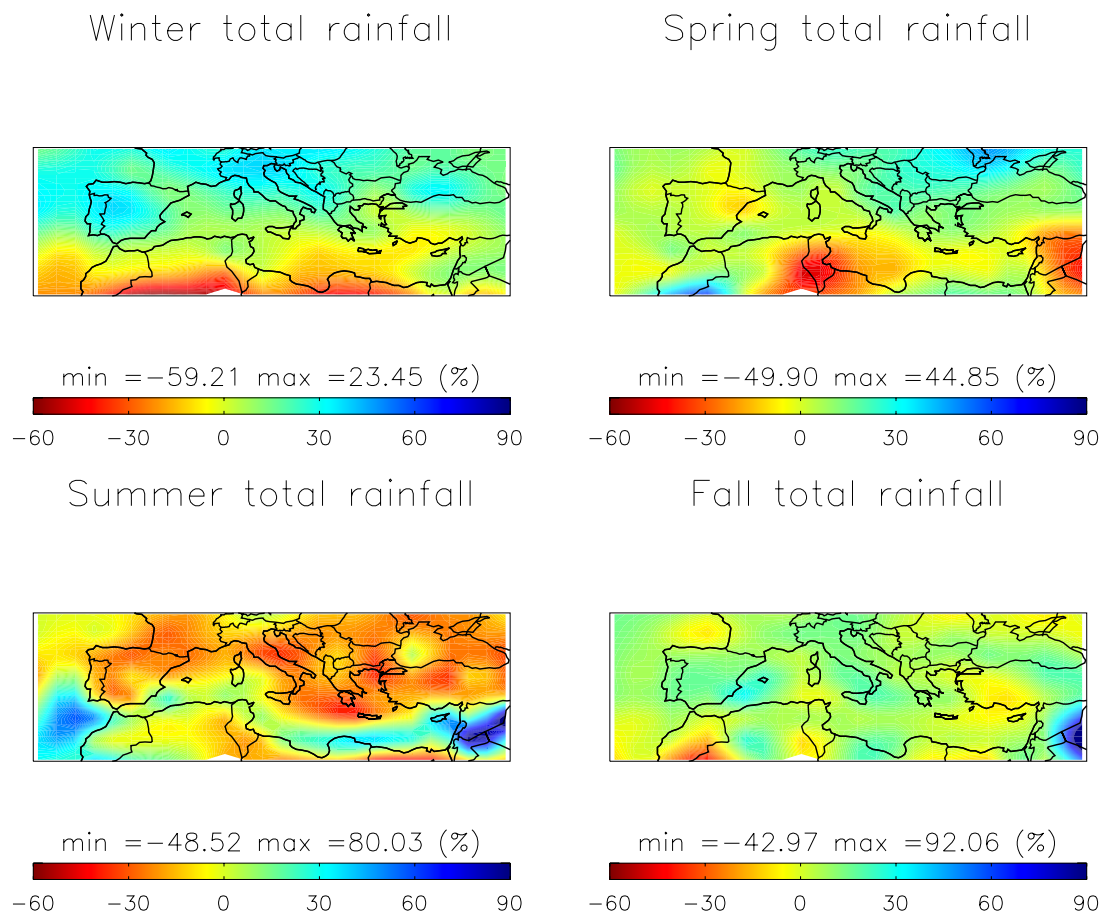 Winter total rainfall
Spring total rainfall
min =−59.21 max =23.45 (%)
−60 −30 0 30 60 90
min =−49.90 max =44.85 (%)
−60 −30 0 30 60 90
Summer total rainfall
Fall total rainfall
min =−48.52 max =80.03 (%)
−60 −30 0 30 60 90
min =−42.97 max =92.06 (%)
−60 −30 0 30 60 90